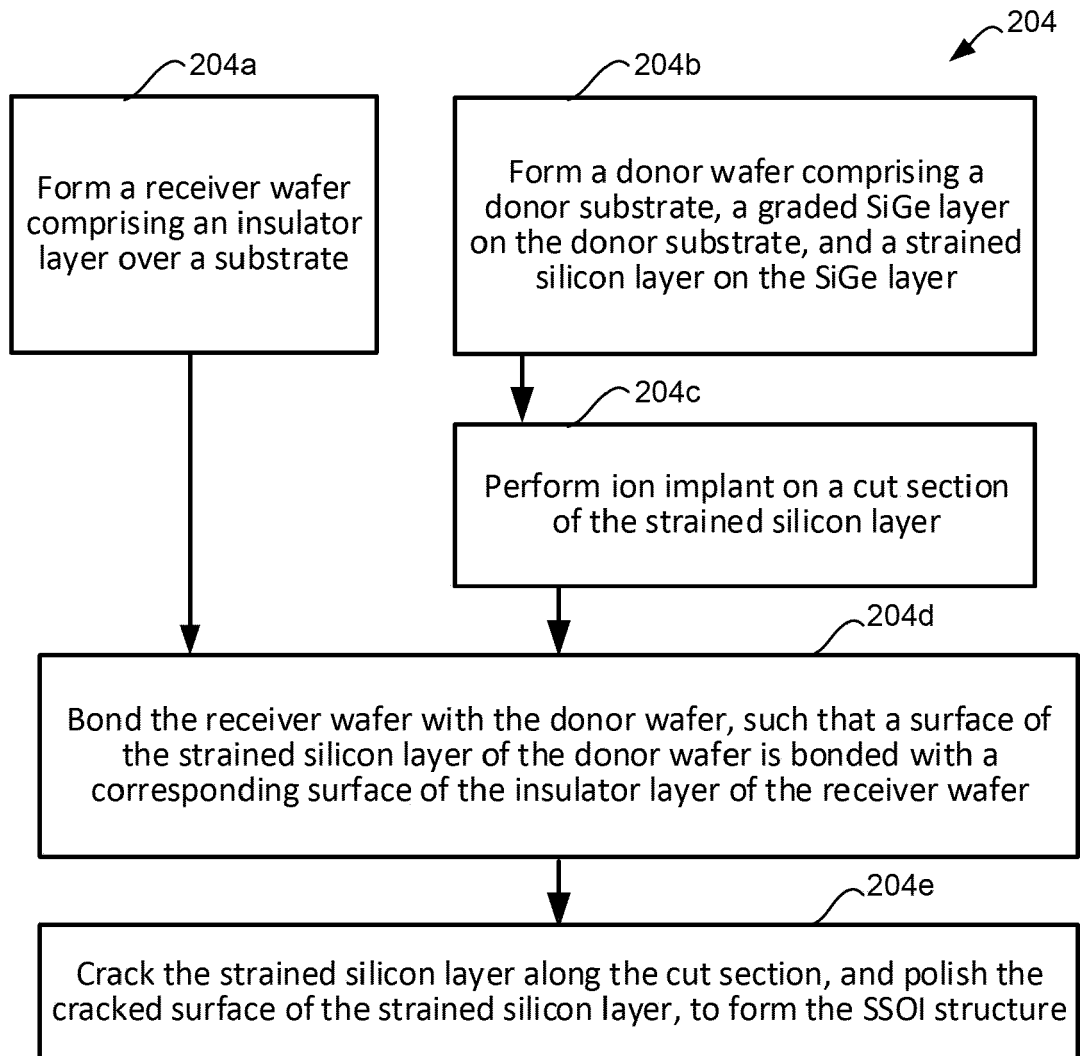 204
204a
Form a receiver wafer
comprising an insulator
layer over a substrate
204b
Form a donor wafer comprising a
donor substrate, a graded SiGe layer
on the donor substrate, and a strained
silicon layer on the SiGe layer
204c
Perform ion implant on a cut section
of the strained silicon layer
204d
Bond the receiver wafer with the donor wafer, such that a surface of
the strained silicon layer of the donor wafer is bonded with a
corresponding surface of the insulator layer of the receiver wafer
204e
Crack the strained silicon layer along the cut section, and polish the
cracked surface of the strained silicon layer, to form the SSOI structure